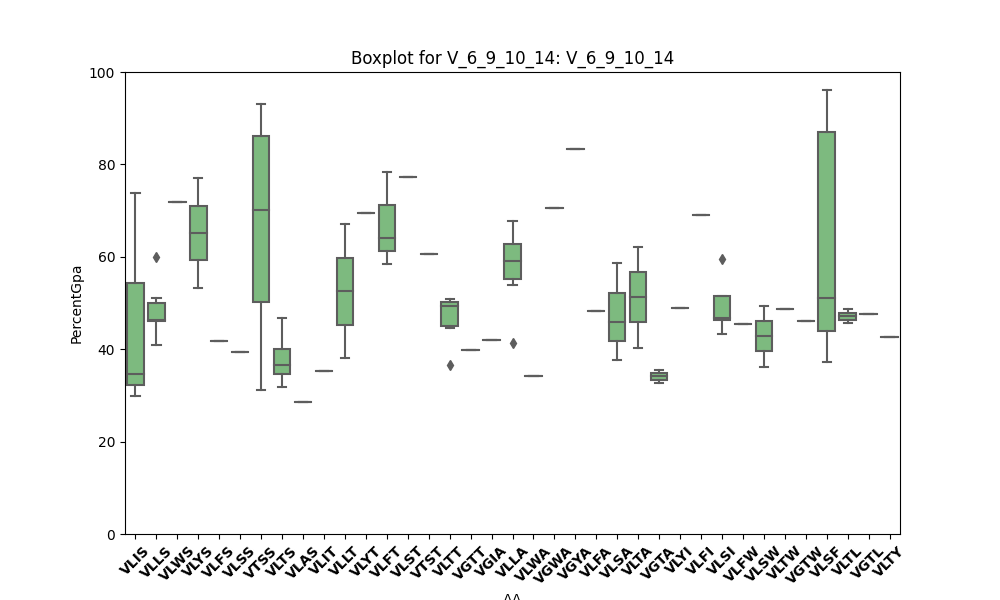 Boxplot for V_6_9_10_14: V_6_9_10_14
PercentGpa
100
80
60
40
20
0
VLIS
VLLS
VLWS
VLYS
VLFS
VLSS
VTSS
VLTS
VLAS
VLIT
VLLT
VLYT
VLFT
VLST
VTST
VLTT
VGTT
VGIA
VLLA
VLWA
VGWA
VGYA
VLFA
VLSA
VLTA
VGTA
VLYI
VLFI
VLSI
VLFW
VLSW
VLTW
VGTW
VLSF
VLTL
VGTL
VLTY
AA